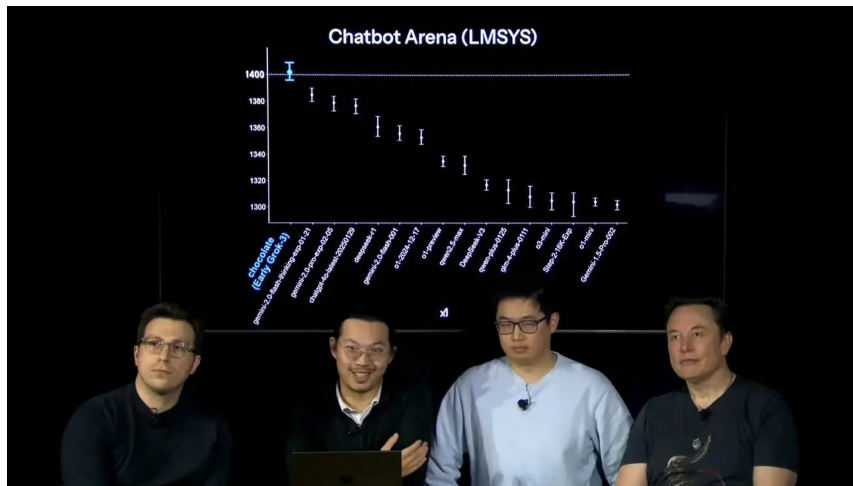 Chatbot Arena (LMSYS)
1400
1380
1360
1340
1320
1300
chocolate
(Early Grok-3)
gemini-2.0-flash-thinking-exp-01-21
gemini-2.0-pro-exp-02-05
chatgpt-4o-latest-20250129
deepseek-r1
gemini-2.0-flash-001
o1-2024-12-17
o1-preview
qwen2.5-max
DeepSeek-V3
qwen-plus-0125
glm-4-plus-0111
o3-mini
Step-2-16K-Exp
o1-mini
Gemini-1.5-Pro-002
xI